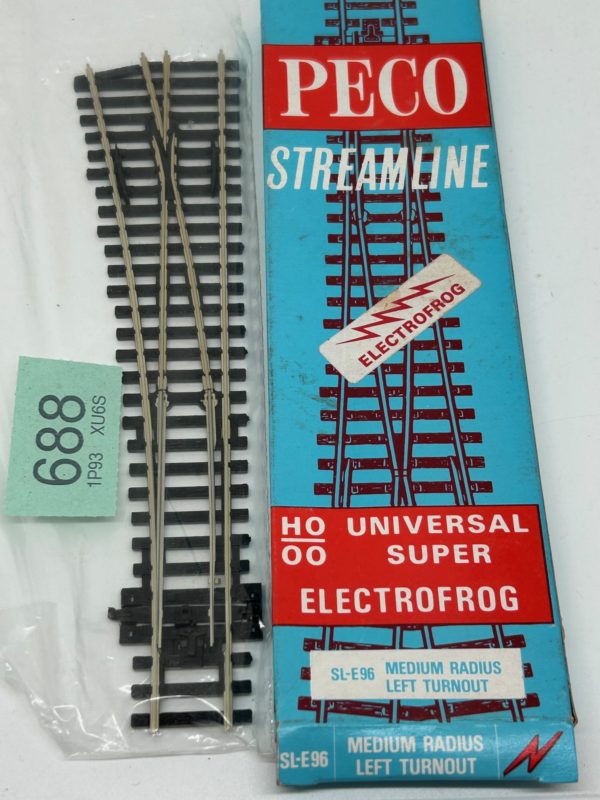 PECO
STREAMLINE
ELECTROFROG
HO
OO
UNIVERSAL
SUPER
ELECTROFROG
SL-E96
MEDIUM RADIUS
LEFT TURNOUT
SL-E96
MEDIUM RADIUS
LEFT TURNOUT
688
1P93 XU6S